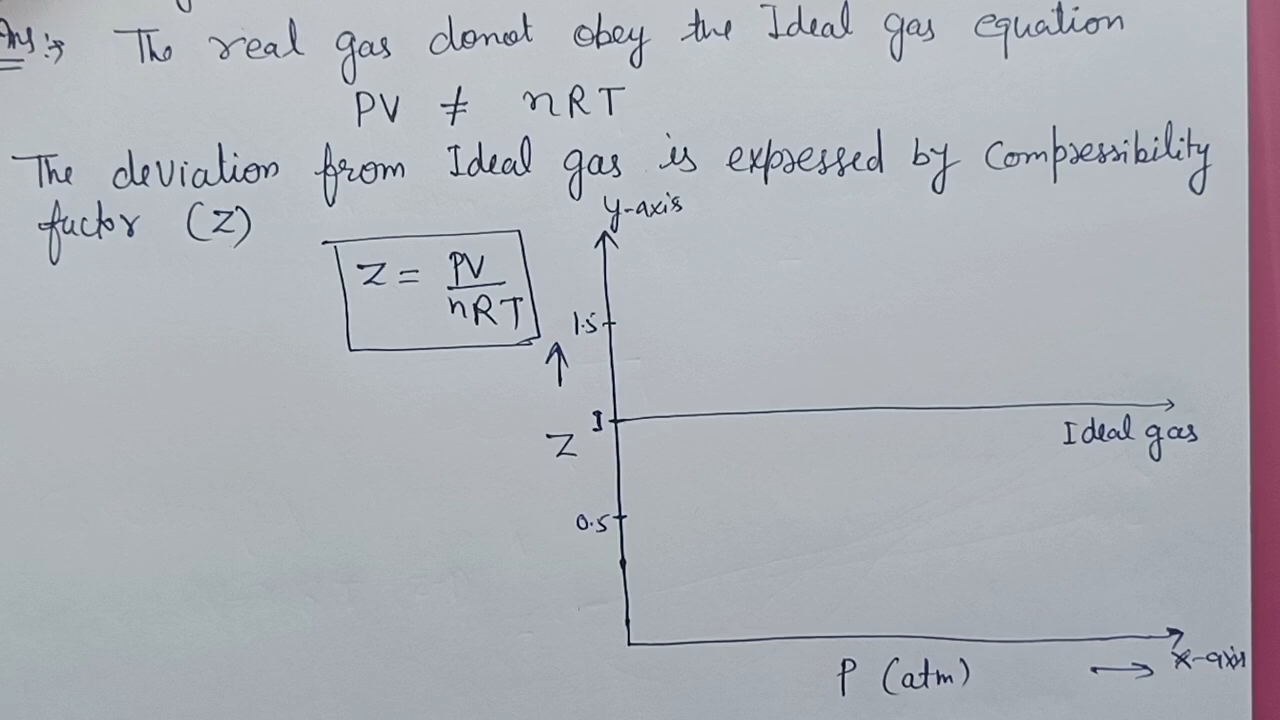 Ans:→ The real gas donot obey the Ideal gas equation
PV ≠ nRT
The deviation from Ideal gas is expressed by Compressibility
factor (Z)
Z = PV/nRT
y-axis
1.5
1
Z
Ideal gas
0.5
P (atm)
x-axis